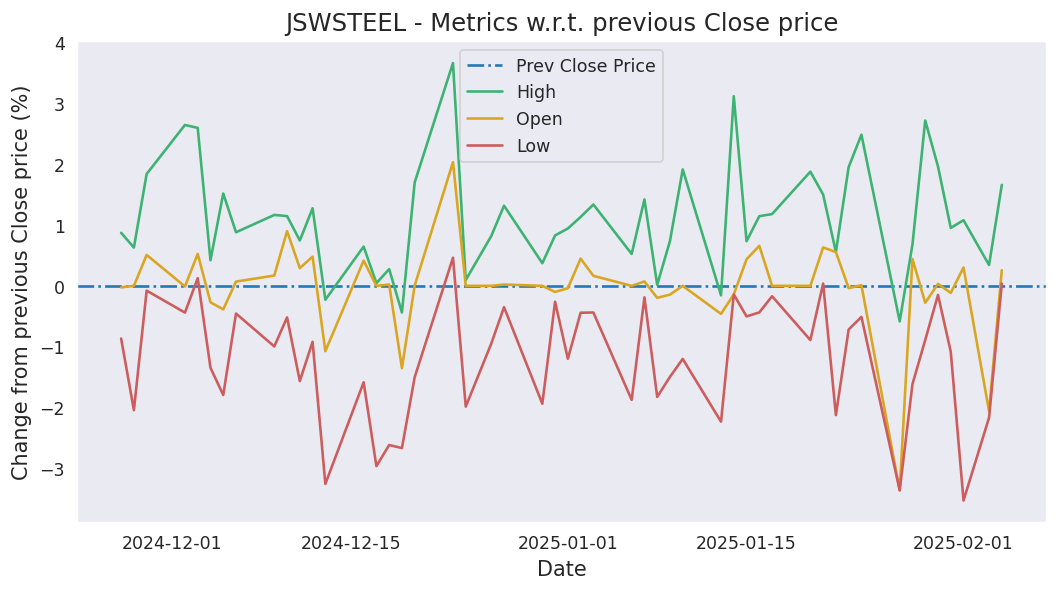 JSWSTEEL - Metrics w.r.t. previous Close price
Change from previous Close price (%)
4
3
2
1
0
−1
−2
−3
Prev Close Price
High
Open
Low
2024-12-01
2024-12-15
2025-01-01
2025-01-15
2025-02-01
Date